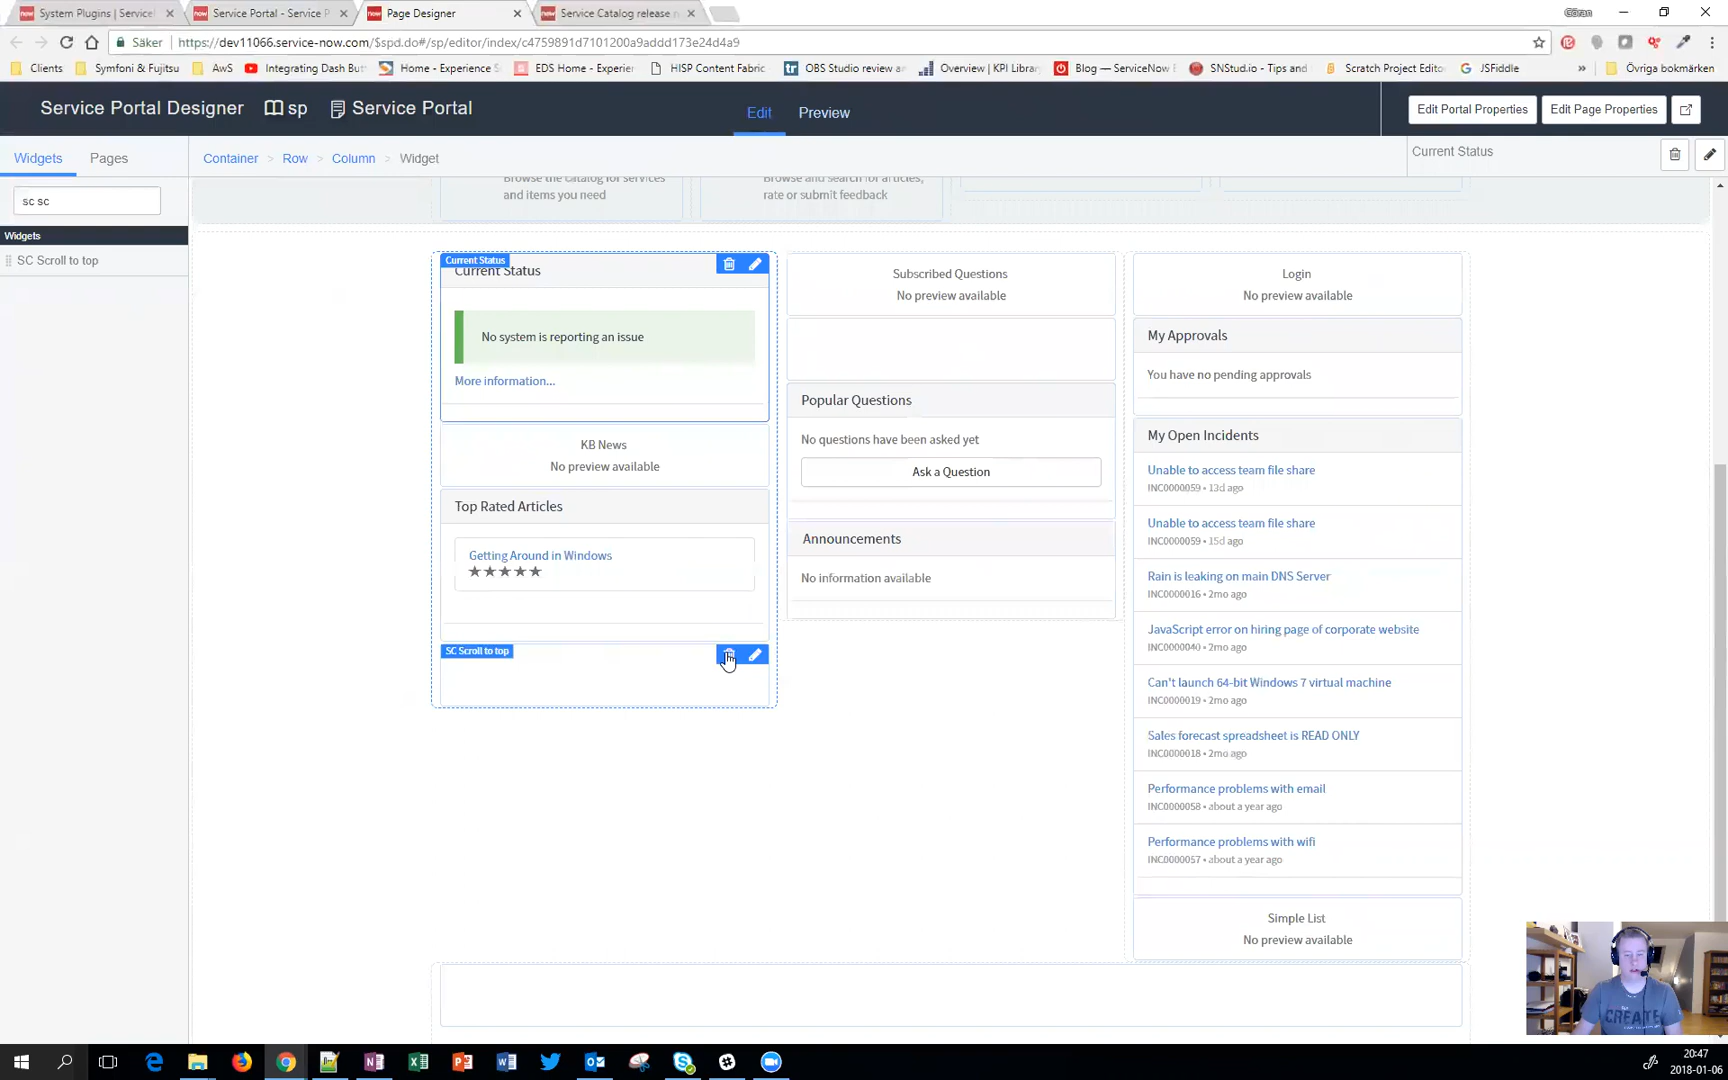 System Plugins | Servicel
Service Portal - Service P
Page Designer
Service Catalog release n
Göran
Säker
https://dev11066.service-now.com/$spd.do#/sp/editor/index/c4759891d7101200a9addd173e24d4a9
Clients
Symfoni & Fujitsu
AwS
Integrating Dash Butt
Home - Experience S
EDS Home - Experien
HISP Content Fabric
OBS Studio review a
Overview | KPI Library
Blog — ServiceNow E
SNStud.io - Tips and
Scratch Project Edito
JSFiddle
»
Övriga bokmärken
Service Portal Designer
sp
Service Portal
Edit
Preview
Edit Portal Properties
Edit Page Properties
Widgets
Pages
Container > Row > Column > Widget
Current Status
sc sc
Widgets
SC Scroll to top
Browse the catalog for services
and items you need
Browse and search for articles,
rate or submit feedback
Current Status
Current Status
No system is reporting an issue
More information...
KB News
No preview available
Top Rated Articles
Getting Around in Windows
★★★★★
SC Scroll to top
Subscribed Questions
No preview available
Popular Questions
No questions have been asked yet
Ask a Question
Announcements
No information available
Login
No preview available
My Approvals
You have no pending approvals
My Open Incidents
Unable to access team file share
INC0000059 • 13d ago
Unable to access team file share
INC0000059 • 15d ago
Rain is leaking on main DNS Server
INC0000016 • 2mo ago
JavaScript error on hiring page of corporate website
INC0000040 • 2mo ago
Can't launch 64-bit Windows 7 virtual machine
INC0000019 • 2mo ago
Sales forecast spreadsheet is READ ONLY
INC0000018 • 2mo ago
Performance problems with email
INC0000058 • about a year ago
Performance problems with wifi
INC0000057 • about a year ago
Simple List
No preview available
CREATE
20:47
2018-01-06